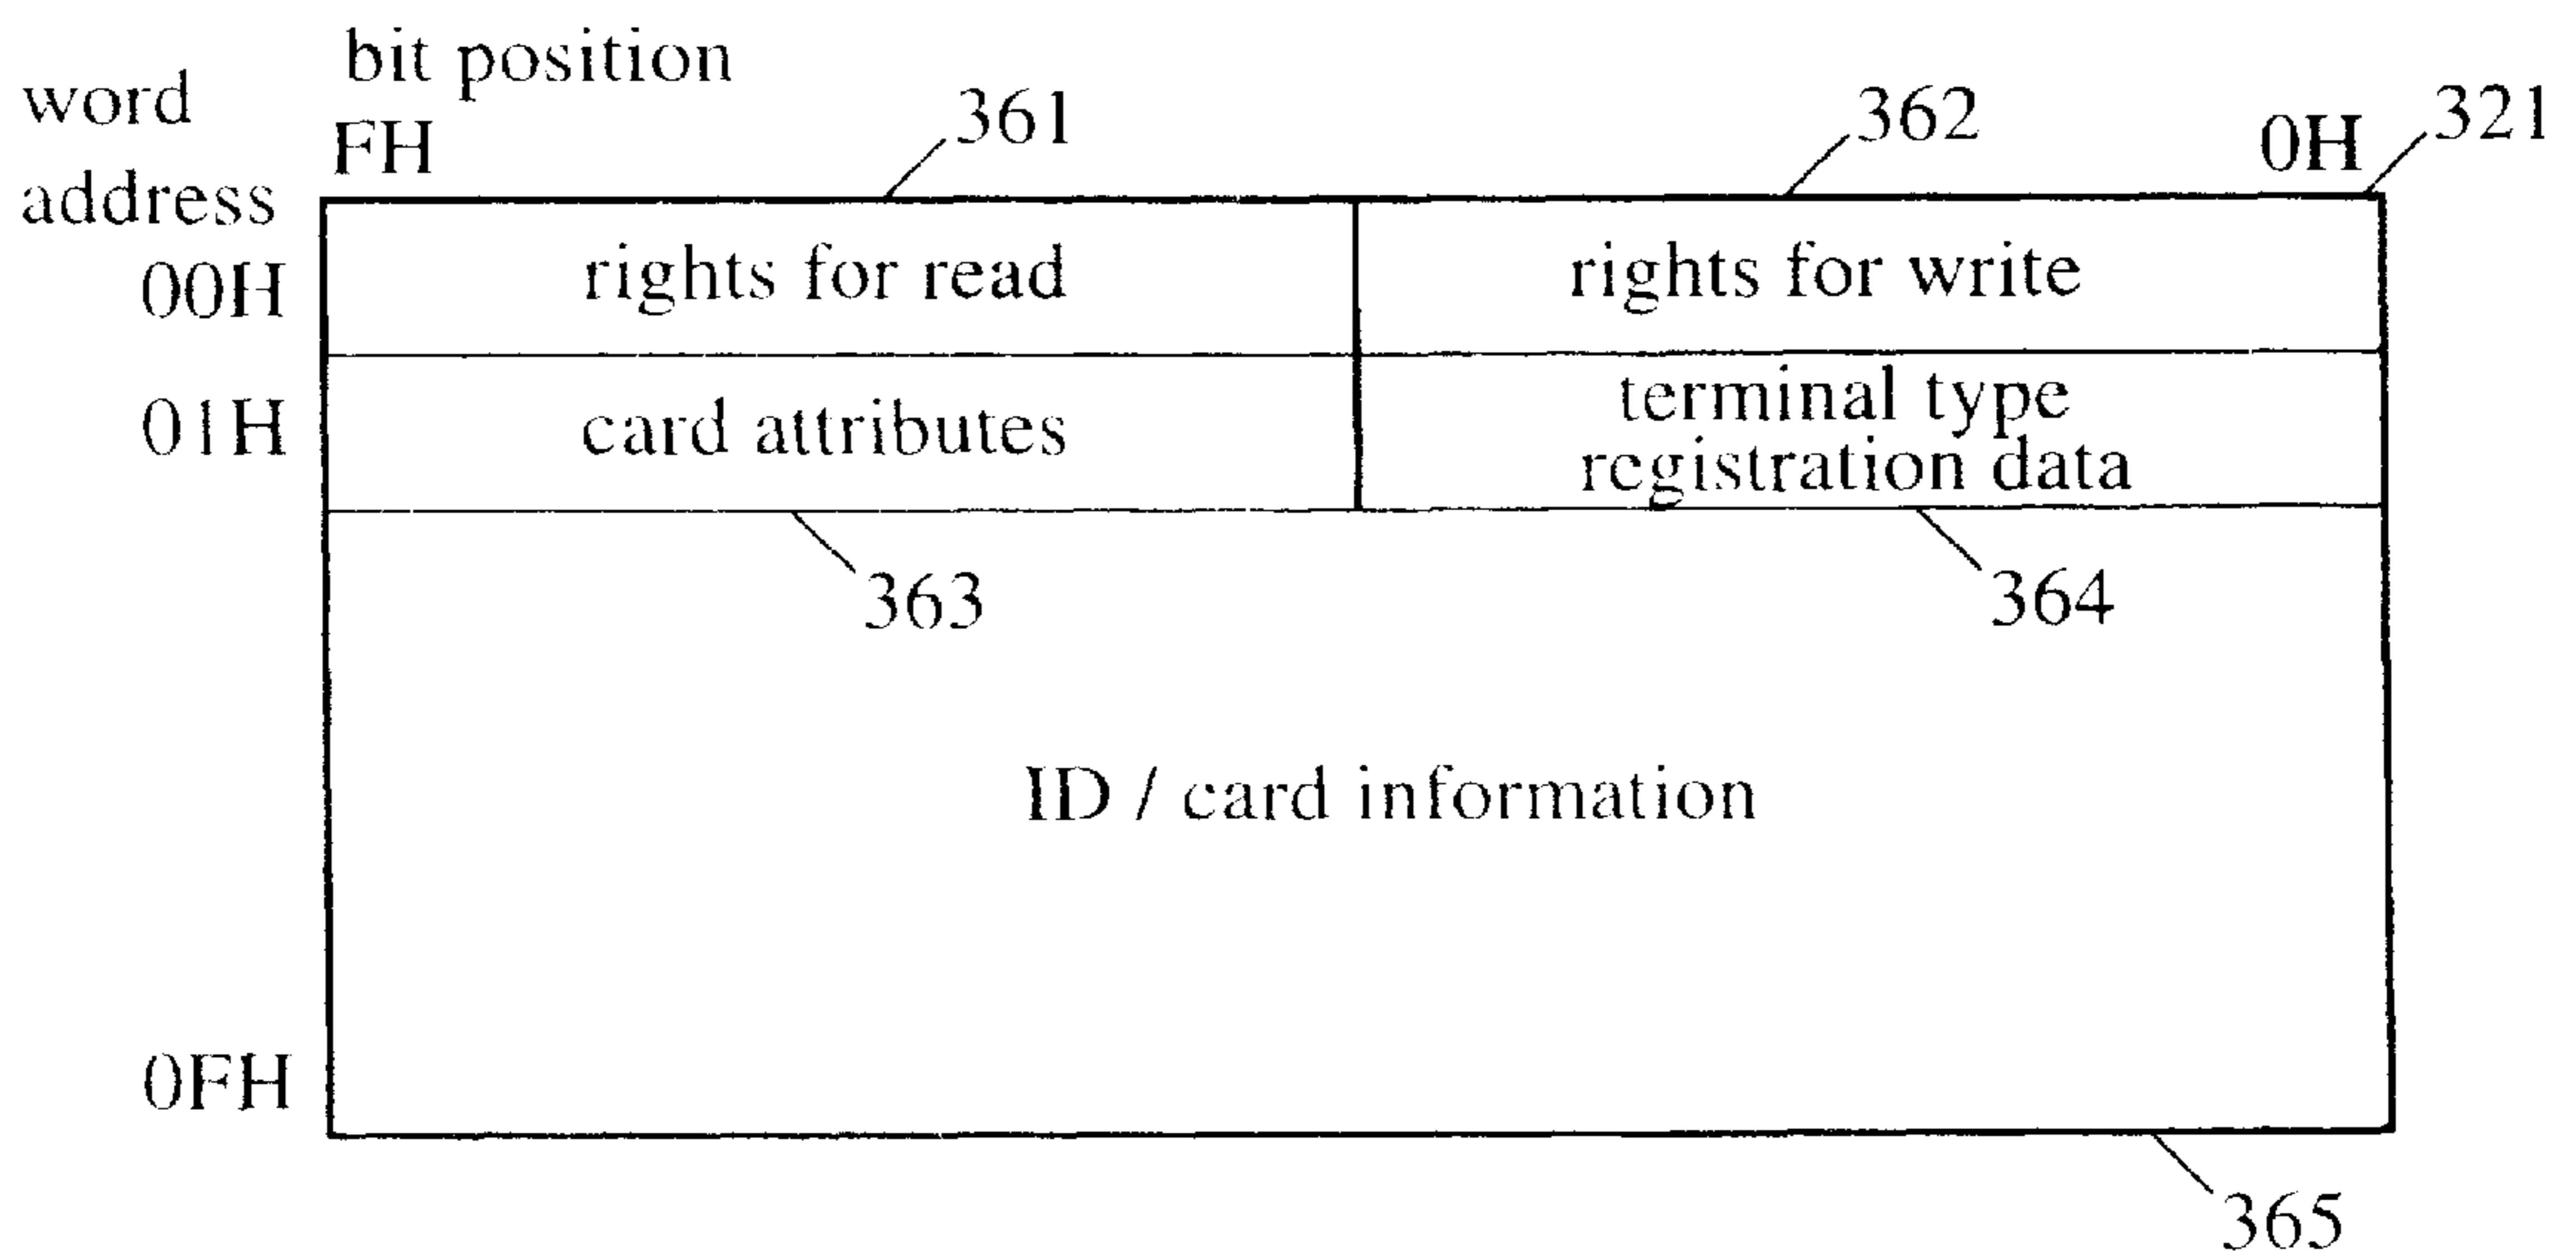 bit position
word
address
FH
361
362
0H
321
00H
rights for read
rights for write
01H
card attributes
terminal type
registration data
363
364
ID / card information
0FH
365